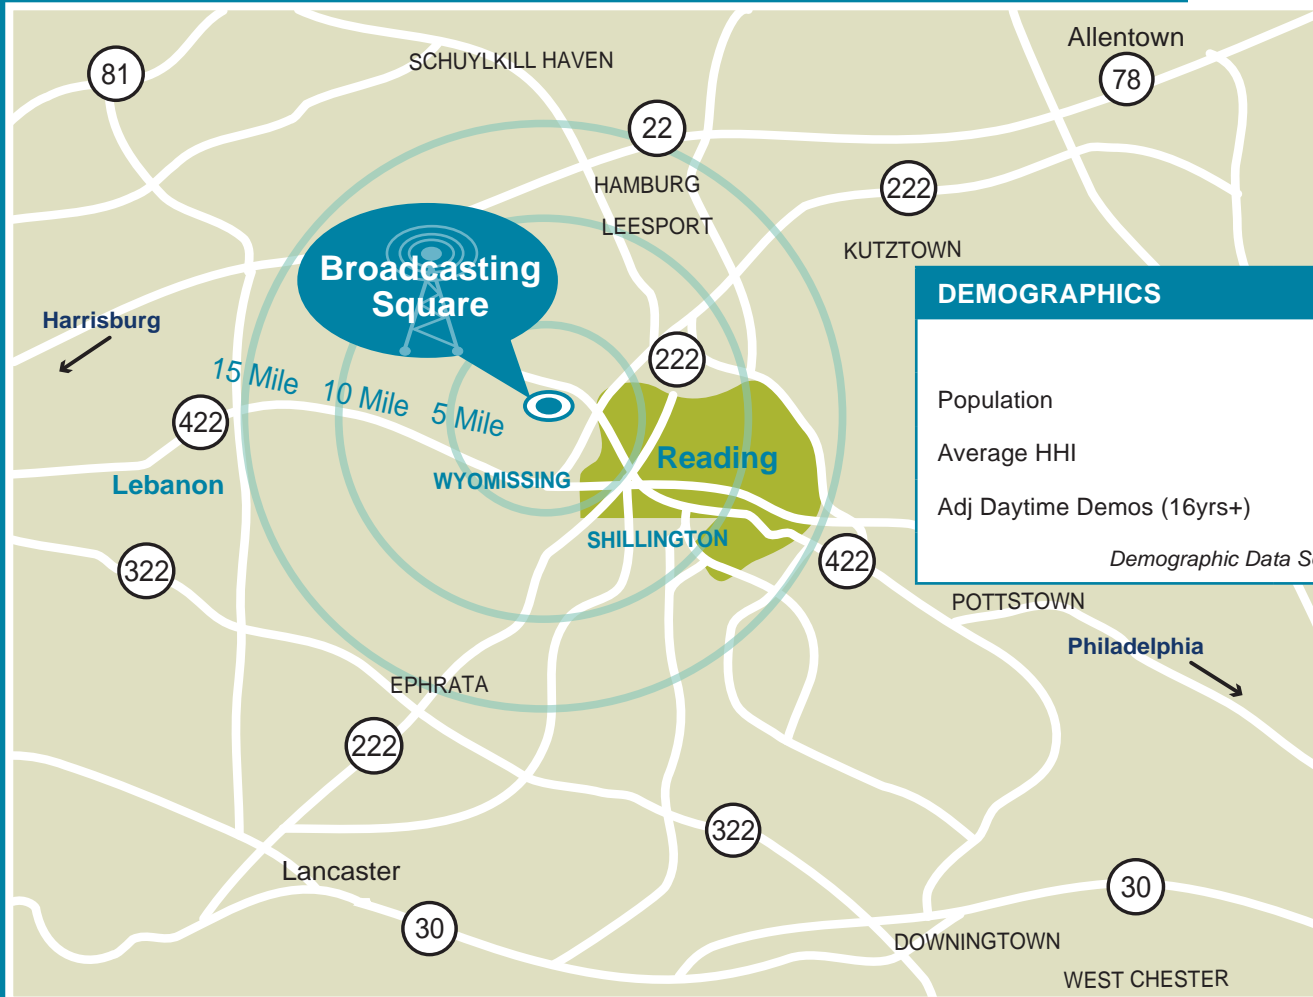 Allentown
SCHUYLKILL HAVEN
81
78
22
HAMBURG
222
LEESPORT
KUTZTOWN
Broadcasting
Square
DEMOGRAPHICS
Harrisburg
222
15 Mile 10 Mile 5 Mile
Population
422
Average HHI
Reading
WYOMISSING
Lebanon
Adj Daytime Demos (16yrs+)
SHILLINGTON
Demographic Data
322
422
POTTSTOWN
Philadelphia
EPHRATA
222
322
Lancaster
30
30
DOWNINGTOWN
WEST CHESTER